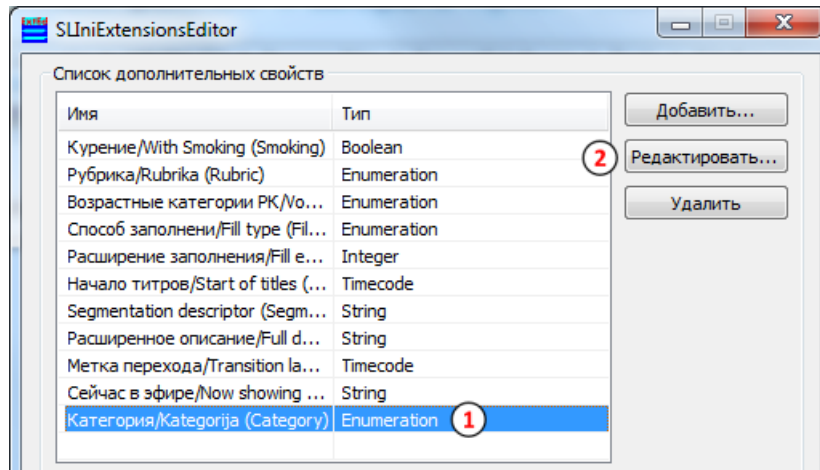 SLIniExtensionsEditor
Список дополнительных свойств
Имя Тип
Курение/With Smoking (Smoking) Boolean
Рубрика/Rubrika (Rubric) Enumeration
Возрастные категории РК/Vo... Enumeration
Способ заполнени/Fill type (Fil... Enumeration
Расширение заполнения/Fill e... Integer
Начало титров/Start of titles (... Timecode
Segmentation descriptor (Segm... String
Расширенное описание/Full d... String
Метка перехода/Transition la... Timecode
Сейчас в эфире/Now showing ... String
Категория/Kategorija (Category) Enumeration 1
Добавить...
2 Редактировать...
Удалить